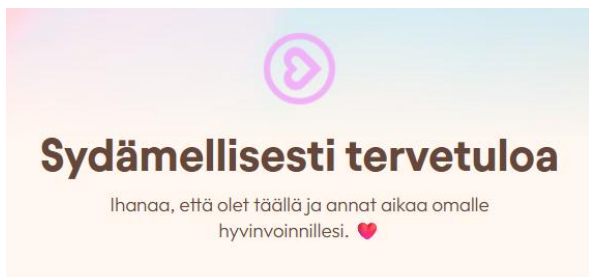 Sydämellisesti tervetuloa
Ihanaa, että olet täällä ja annat aikaa omalle
hyvinvoinnillesi. ❤️